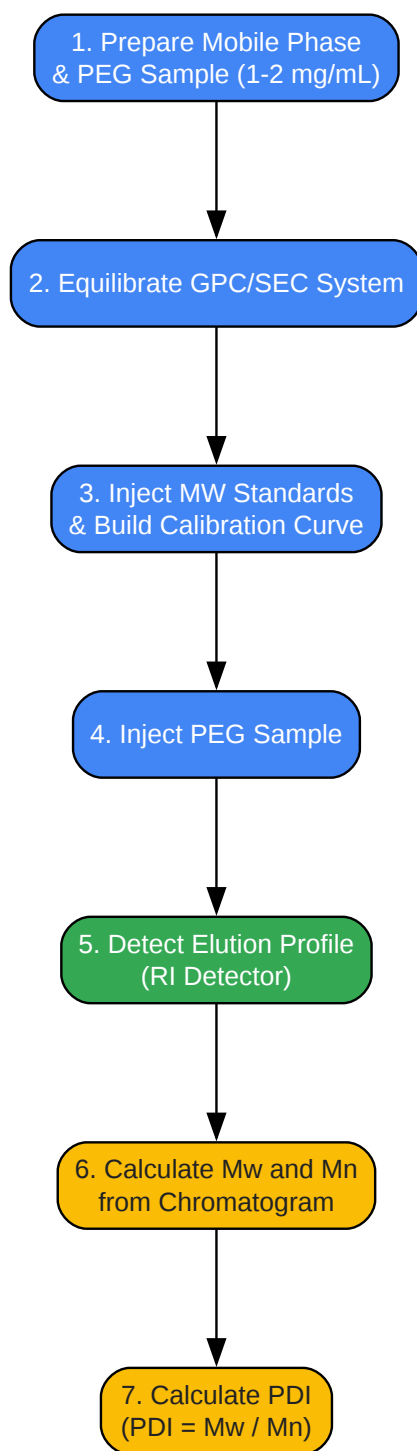 1. Prepare Mobile Phase
& PEG Sample (1-2 mg/mL)
2. Equilibrate GPC/SEC System
3. Inject MW Standards
& Build Calibration Curve
4. Inject PEG Sample
5. Detect Elution Profile
(RI Detector)
6. Calculate Mw and Mn
from Chromatogram
7. Calculate PDI
(PDI = Mw / Mn)